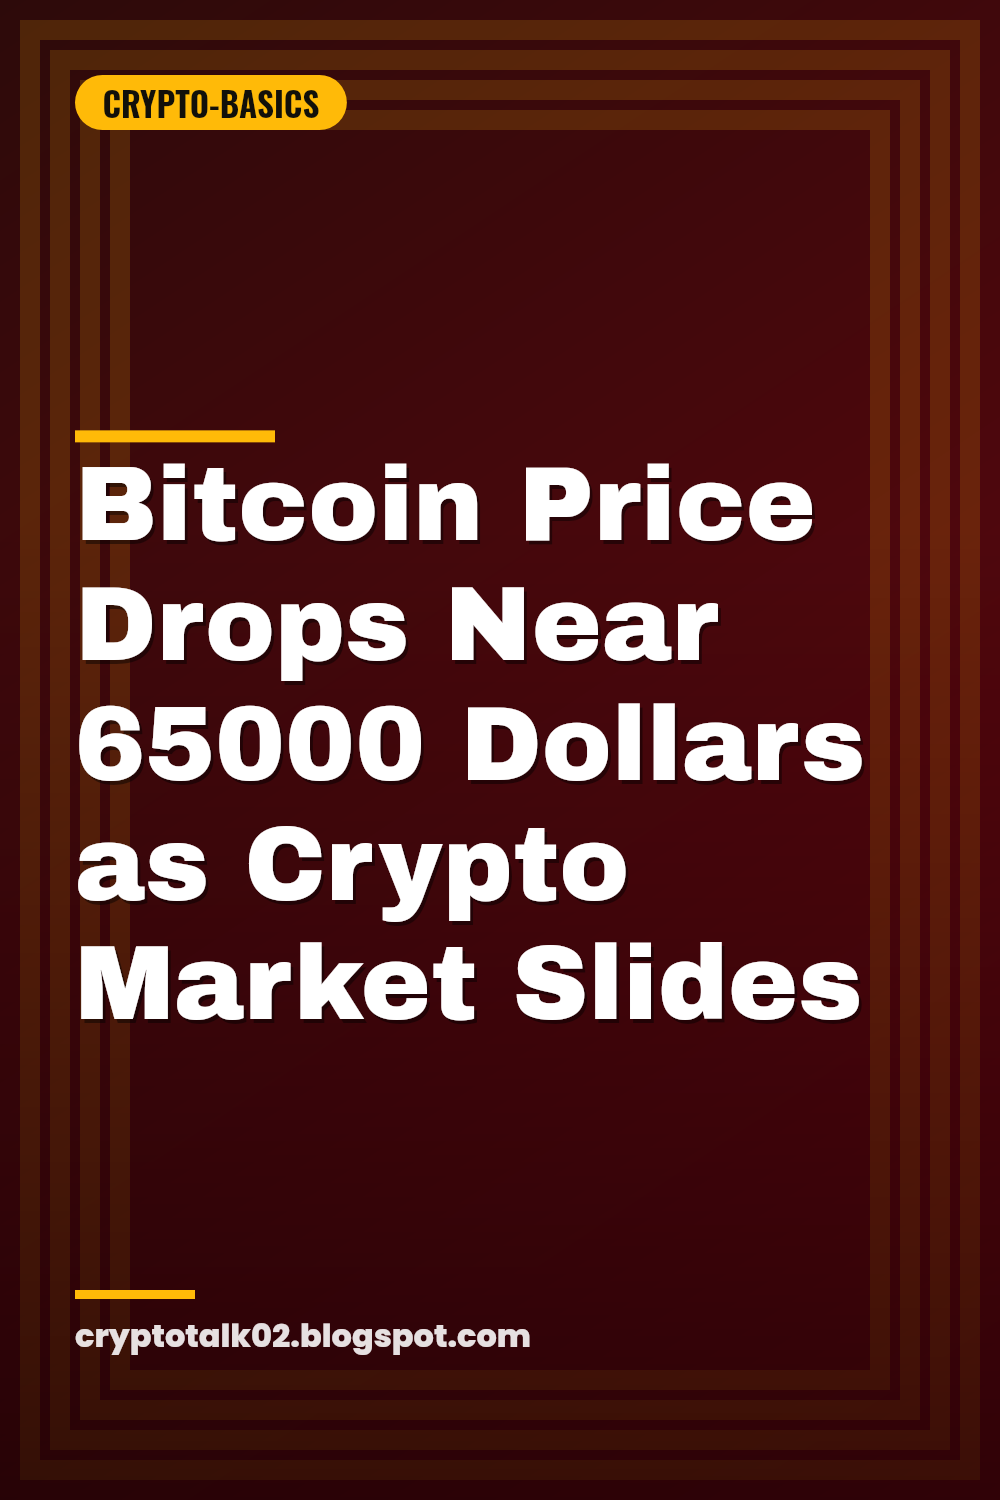 CRYPTO-BASICS
Bitcoin Price
Drops Near
65000 Dollars
as Crypto
Market Slides
cryptotalk02.blogspot.com